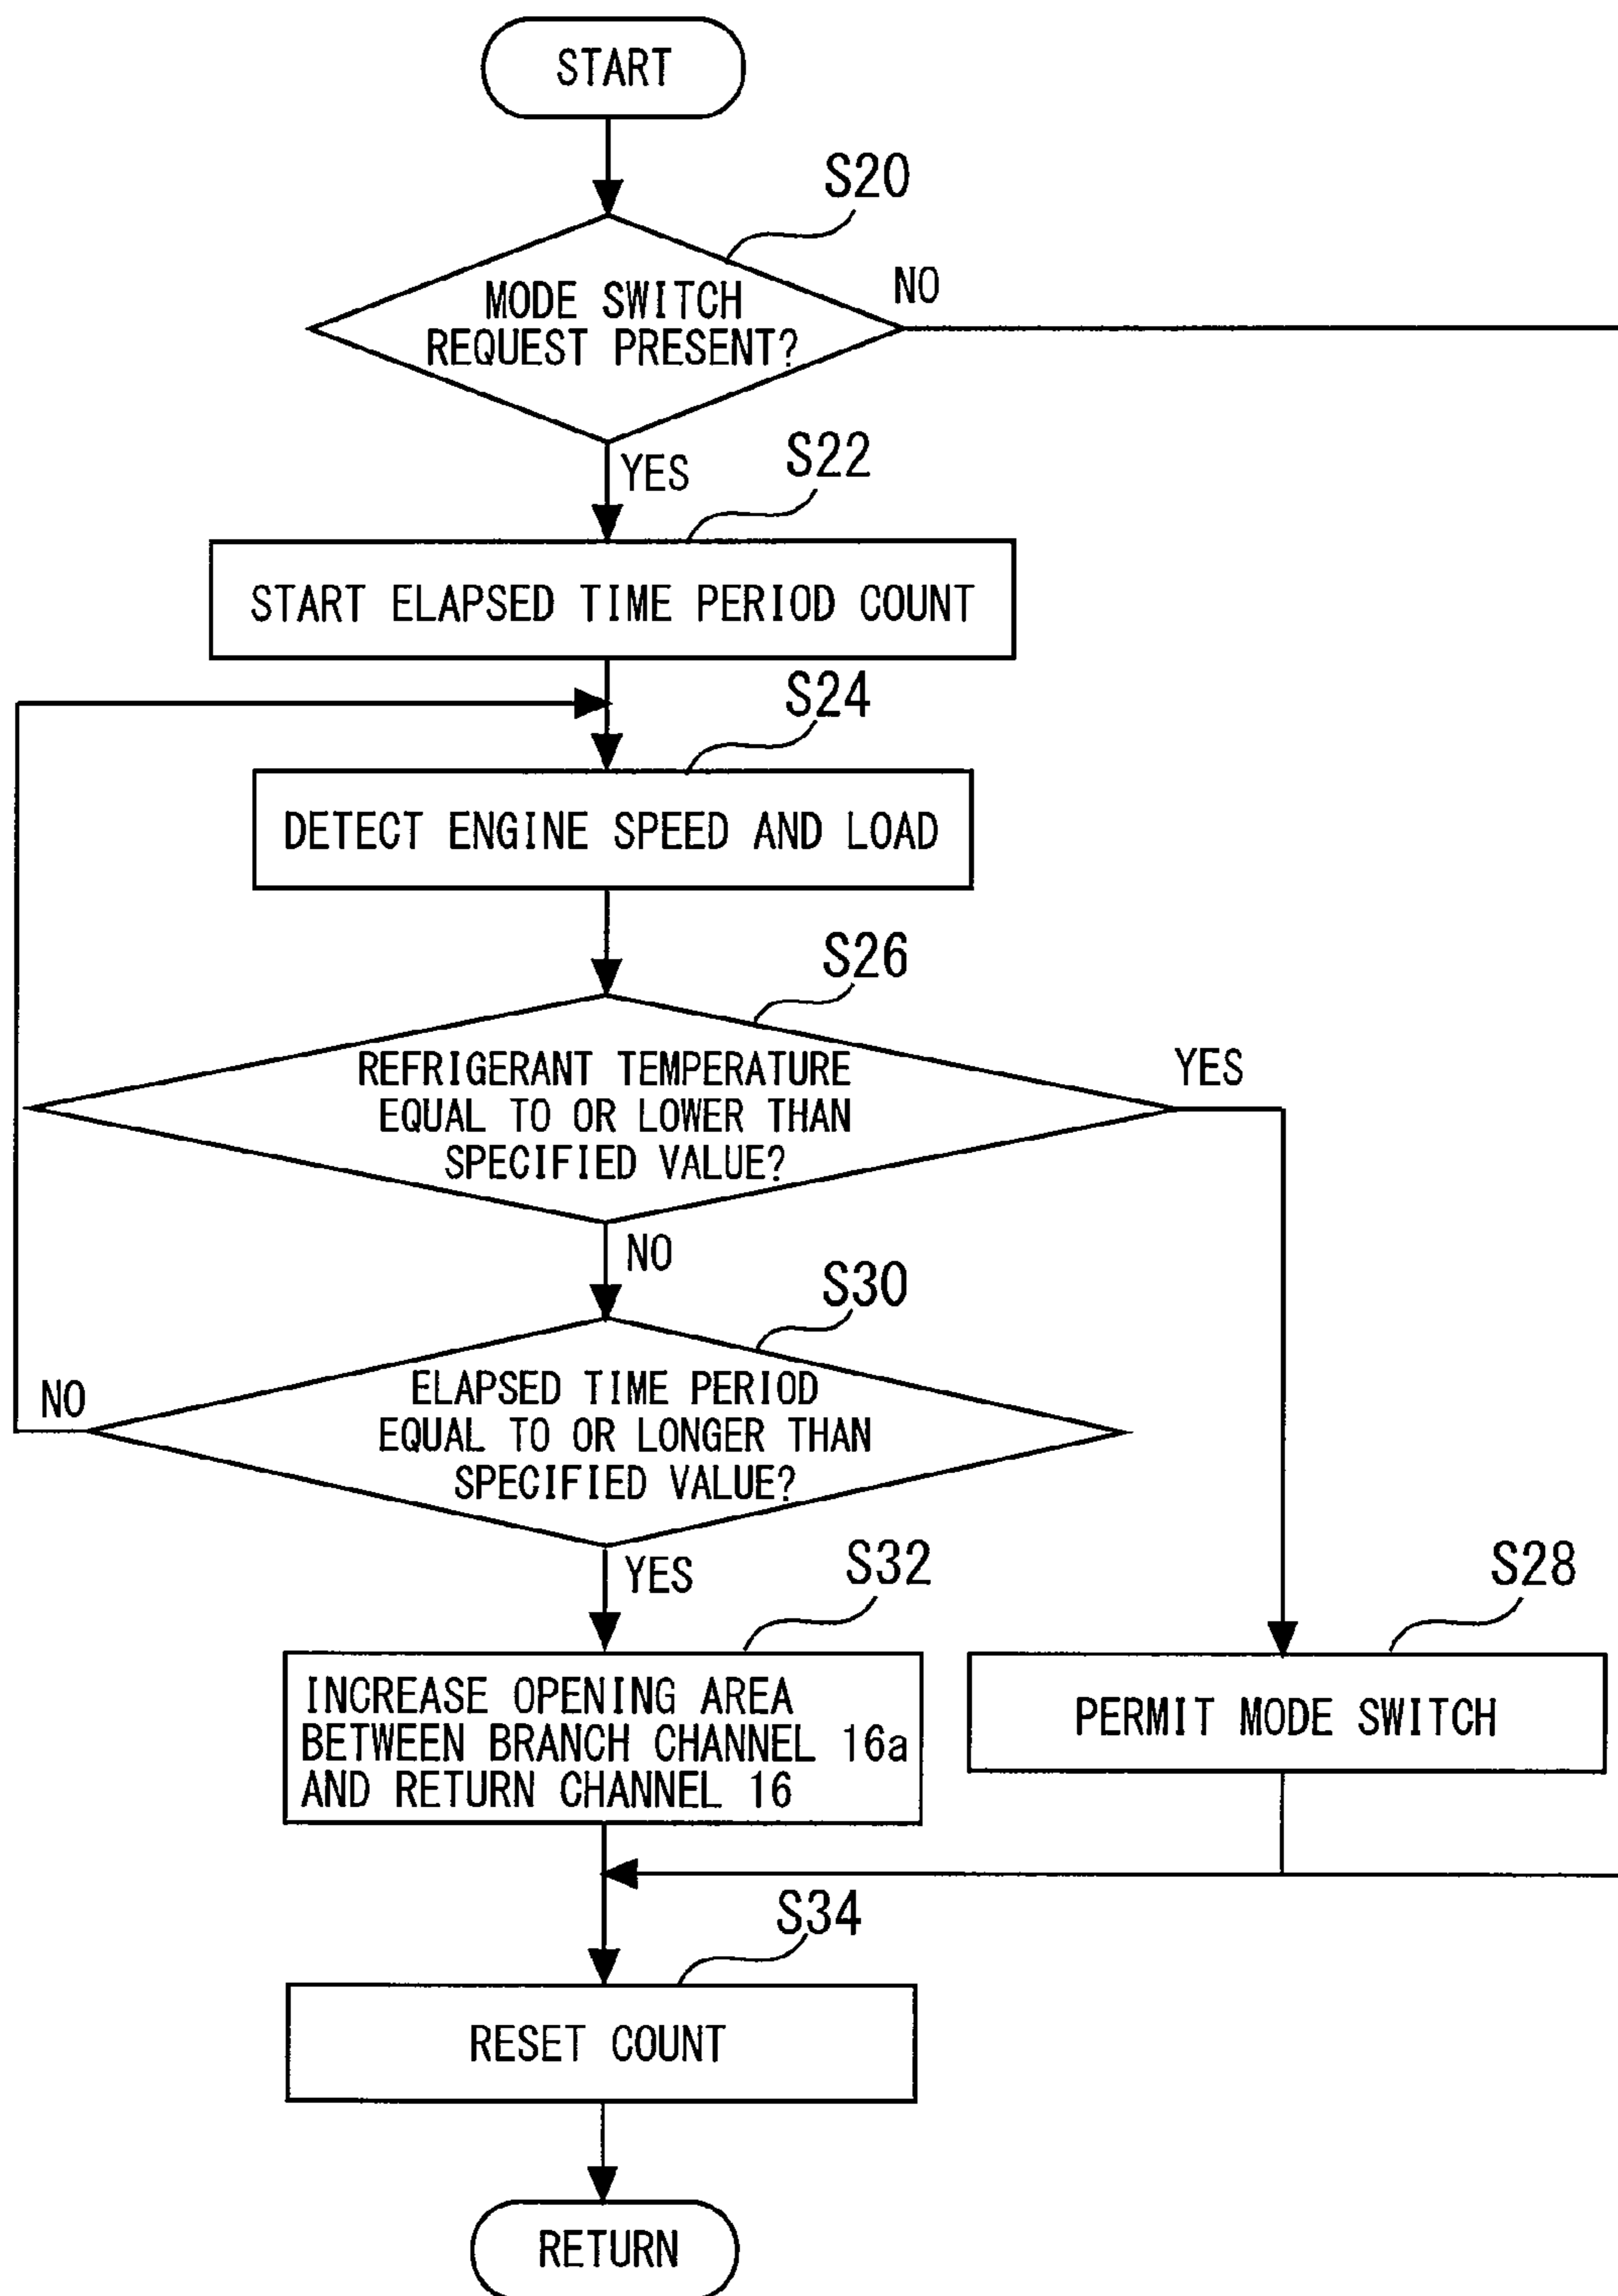 START
S20
MODE SWITCH
REQUEST PRESENT?
NO
YES
S22
START ELAPSED TIME PERIOD COUNT
S24
DETECT ENGINE SPEED AND LOAD
S26
REFRIGERANT TEMPERATURE
EQUAL TO OR LOWER THAN
SPECIFIED VALUE?
YES
NO
S30
ELAPSED TIME PERIOD
EQUAL TO OR LONGER THAN
SPECIFIED VALUE?
NO
YES
S32
INCREASE OPENING AREA
BETWEEN BRANCH CHANNEL 16a
AND RETURN CHANNEL 16
S28
PERMIT MODE SWITCH
S34
RESET COUNT
RETURN